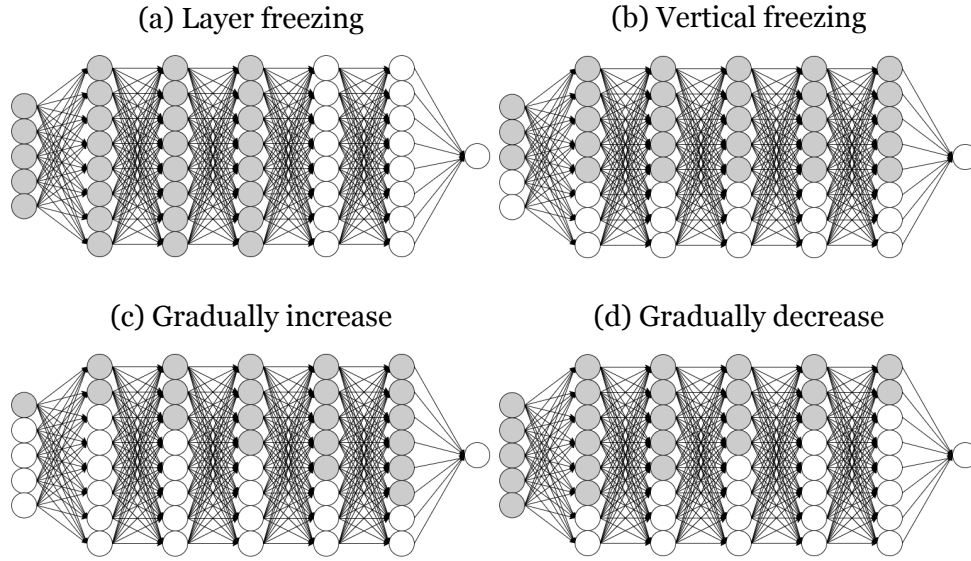 (a) Layer freezing
(b) Vertical freezing
(c) Gradually increase
(d) Gradually decrease